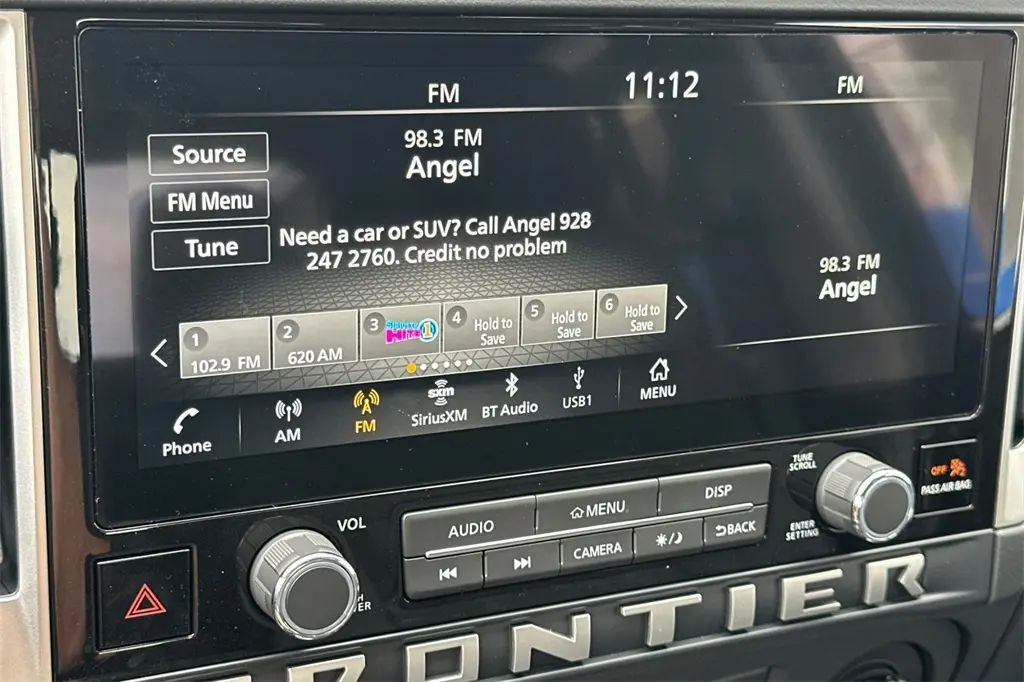 FM
11:12
FM
98.3 FM
Angel
Source
FM Menu
Tune
Need a car or SUV? Call Angel 928
247 2760. Credit no problem
98.3 FM
Angel
1
102.9 FM
2
620 AM
3
HITS 1
4
Hold to
Save
5
Hold to
Save
6
Hold to
Save
Phone
AM
FM
sxm
SiriusXM
BT Audio
USB1
MENU
VOL
AUDIO
MENU
DISP
CAMERA
BACK
TUNE
SCROLL
ENTER
SETTING
OFF
PASS AIR BAG
FRONTIER